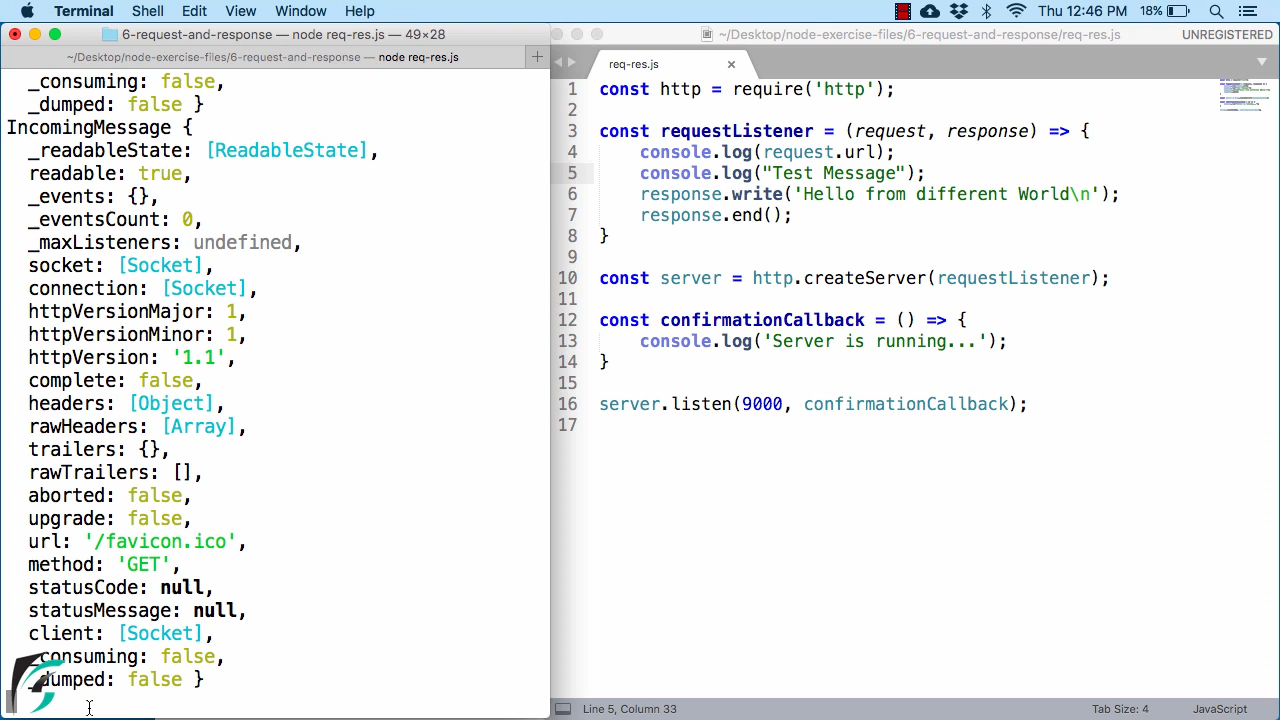 Terminal Shell Edit View Window Help Thu 12:46 PM 18%
6-request-and-response — node req-res.js — 49×28
~/Desktop/node-exercise-files/6-request-and-response — node req-res.js
_consuming: false,
_dumped: false }
IncomingMessage {
_readableState: [ReadableState],
readable: true,
_events: {},
_eventsCount: 0,
_maxListeners: undefined,
socket: [Socket],
connection: [Socket],
httpVersionMajor: 1,
httpVersionMinor: 1,
httpVersion: '1.1',
complete: false,
headers: [Object],
rawHeaders: [Array],
trailers: {},
rawTrailers: [],
aborted: false,
upgrade: false,
url: '/favicon.ico',
method: 'GET',
statusCode: null,
statusMessage: null,
client: [Socket],
_consuming: false,
_dumped: false }
~/Desktop/node-exercise-files/6-request-and-response/req-res.js UNREGISTERED
req-res.js
1 const http = require('http');
2
3 const requestListener = (request, response) => {
4 console.log(request.url);
5 console.log("Test Message");
6 response.write('Hello from different World\n');
7 response.end();
8 }
9
10 const server = http.createServer(requestListener);
11
12 const confirmationCallback = () => {
13 console.log('Server is running...');
14 }
15
16 server.listen(9000, confirmationCallback);
17
Line 5, Column 33 Tab Size: 4 JavaScript